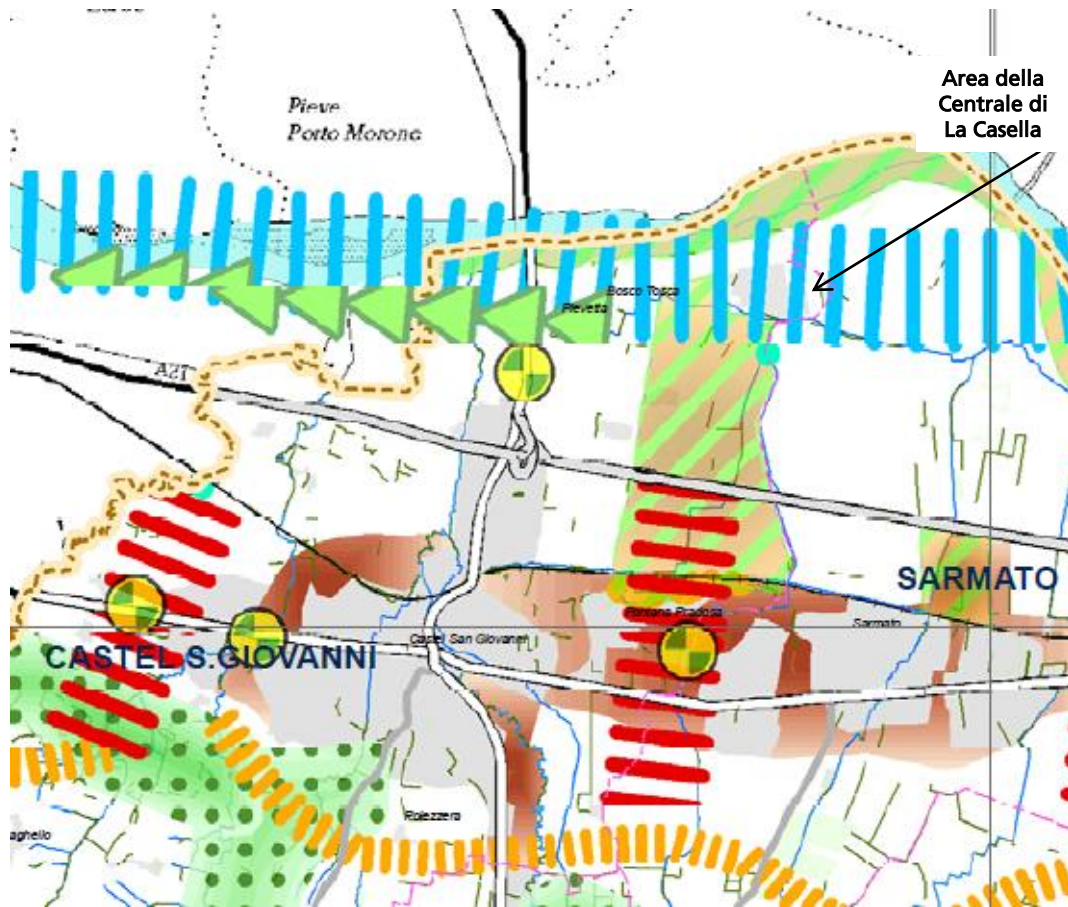 Pieve
Porto Morone
Area della
Centrale di
La Casella
Bosco Tosca
Pievetta
A21
SARMATO
Fontana Pradosa
Sarmato
Castel San Giovanni
CASTEL S.GIOVANNI
Rolezzera
aghello